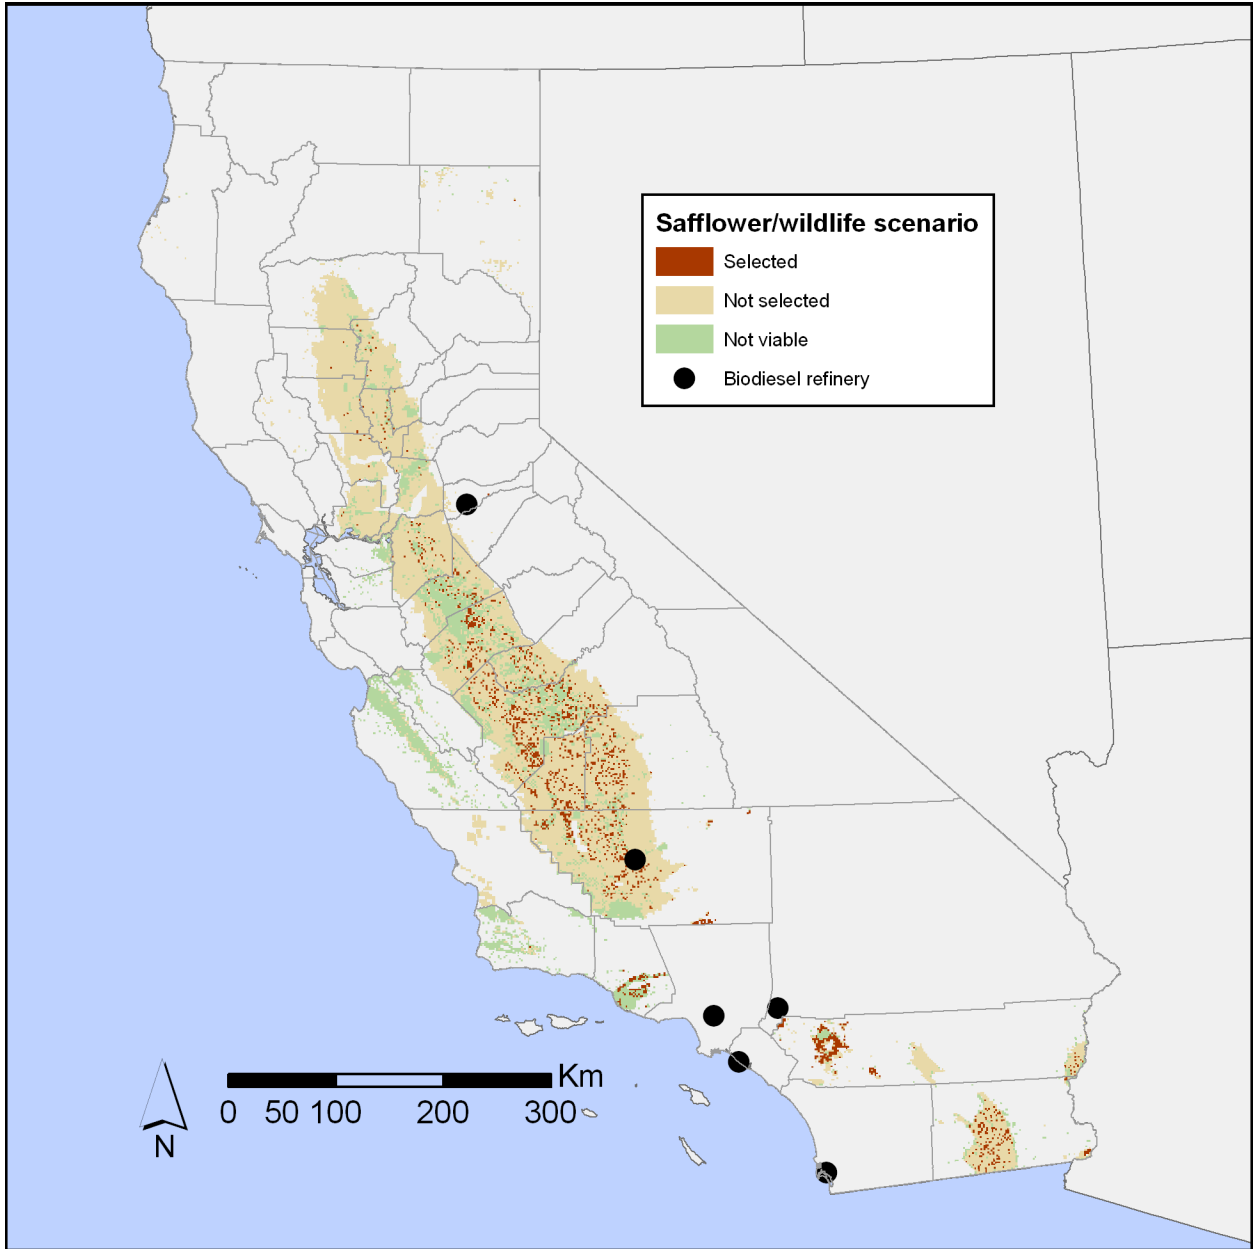 Safflower/wildlife scenario
Selected
Not selected
Not viable
Biodiesel refinery
Km
0 50 100 200 300
N